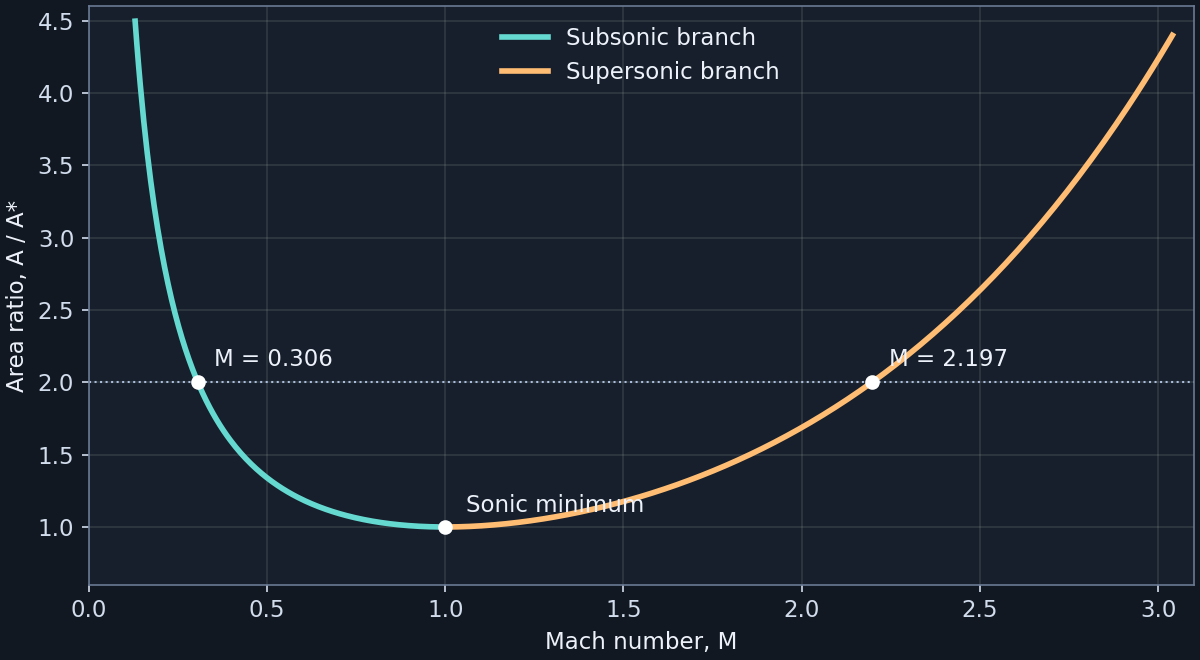 4.5
4.0
3.5
3.0
2.5
2.0
1.5
1.0
Area ratio, A / A*
Subsonic branch
Supersonic branch
M = 0.306
M = 2.197
Sonic minimum
0.0
0.5
1.0
1.5
2.0
2.5
3.0
Mach number, M